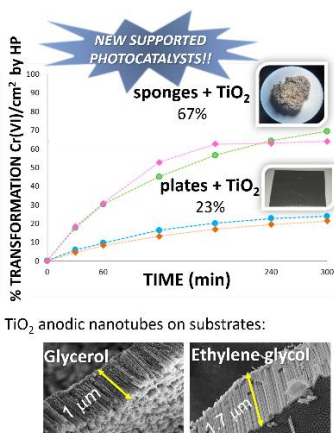 NEW SUPPORTED
PHOTOCATALYSTS!!
% TRANSFORMATION Cr(VI)/cm² by HP
100
90
80
70
60
50
40
30
20
10
0
sponges + TiO₂
67%
plates + TiO₂
23%
0
60
TIME (min)
240
300
TiO₂ anodic nanotubes on substrates:
Glycerol
1 μm
Ethylene glycol
1.7 μm